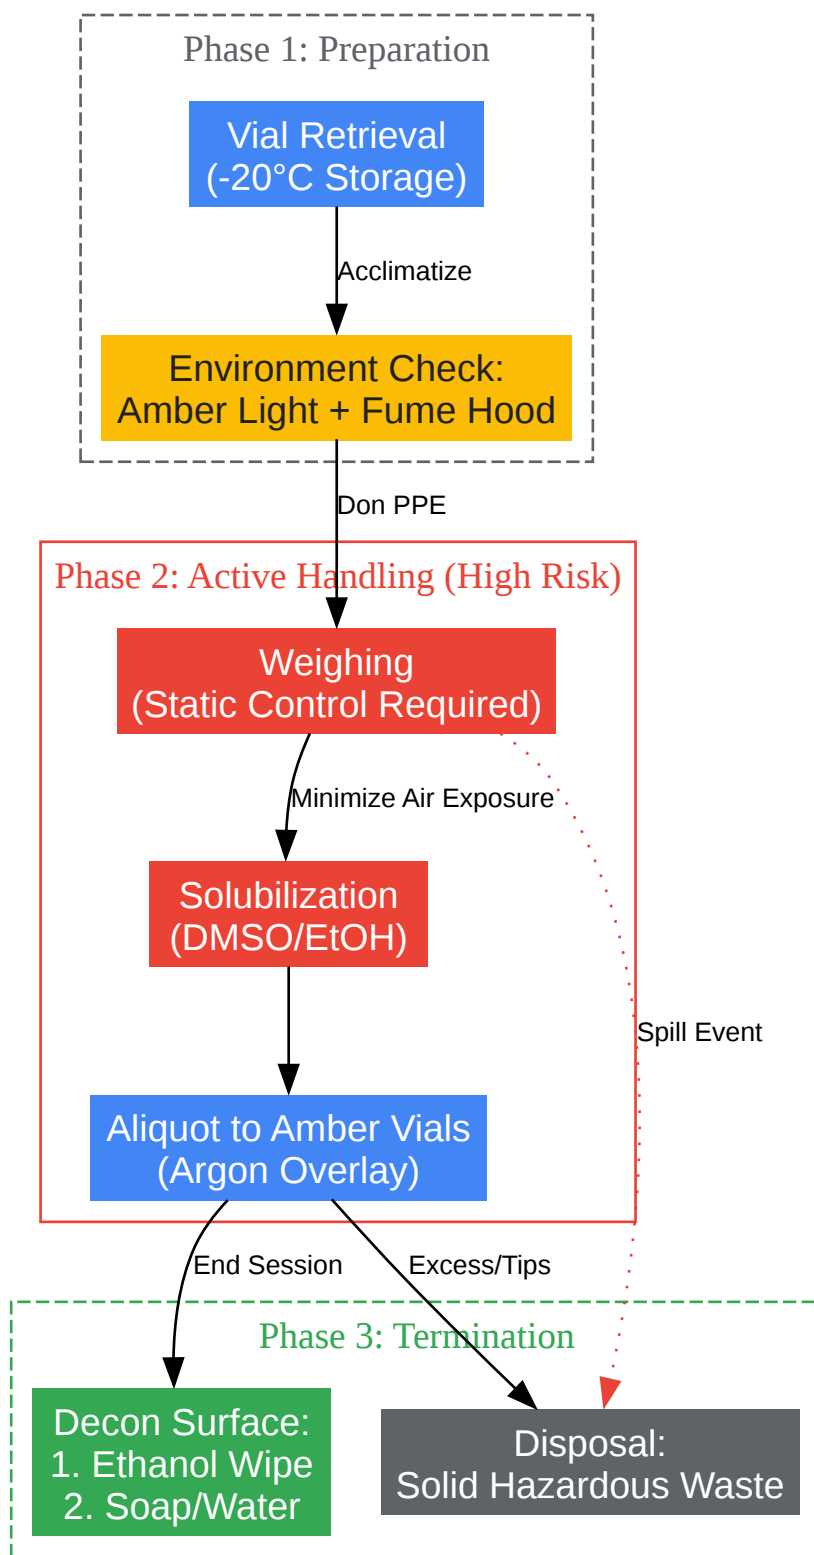 Phase 1: Preparation
Vial Retrieval
(-20°C Storage)
Acclimatize
Environment Check:
Amber Light + Fume Hood
Don PPE
Phase 2: Active Handling (High Risk)
Weighing
(Static Control Required)
Minimize Air Exposure
Solubilization
(DMSO/EtOH)
Spill Event
Aliquot to Amber Vials
(Argon Overlay)
End Session
Excess/Tips
Phase 3: Termination
Decon Surface:
1. Ethanol Wipe
2. Soap/Water
Disposal:
Solid Hazardous Waste